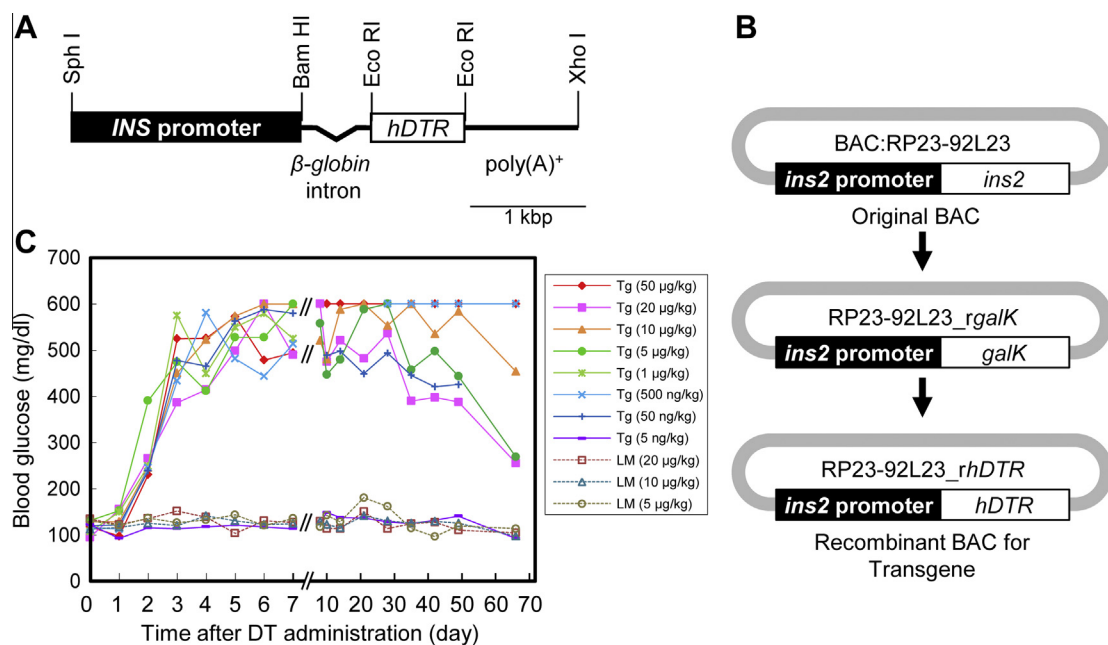 A
Sph I
Bam HI
Eco RI
Eco RI
Xho I
INS promoter
hDTR
β-globin
intron
poly(A)+
1 kbp
B
BAC:RP23-92L23
ins2 promoter
ins2
Original BAC
RP23-92L23_rgalK
ins2 promoter
galK
RP23-92L23_rhDTR
ins2 promoter
hDTR
Recombinant BAC for
Transgene
C
Blood glucose (mg/dl)
700
600
500
400
300
200
100
0
0 1 2 3 4 5 6 7 10 20 30 40 50 60 70
//
//
//
Time after DT administration (day)
Tg (50 µg/kg)
Tg (20 µg/kg)
Tg (10 µg/kg)
Tg (5 µg/kg)
Tg (1 µg/kg)
Tg (500 ng/kg)
Tg (50 ng/kg)
Tg (5 ng/kg)
LM (20 µg/kg)
LM (10 µg/kg)
LM (5 µg/kg)